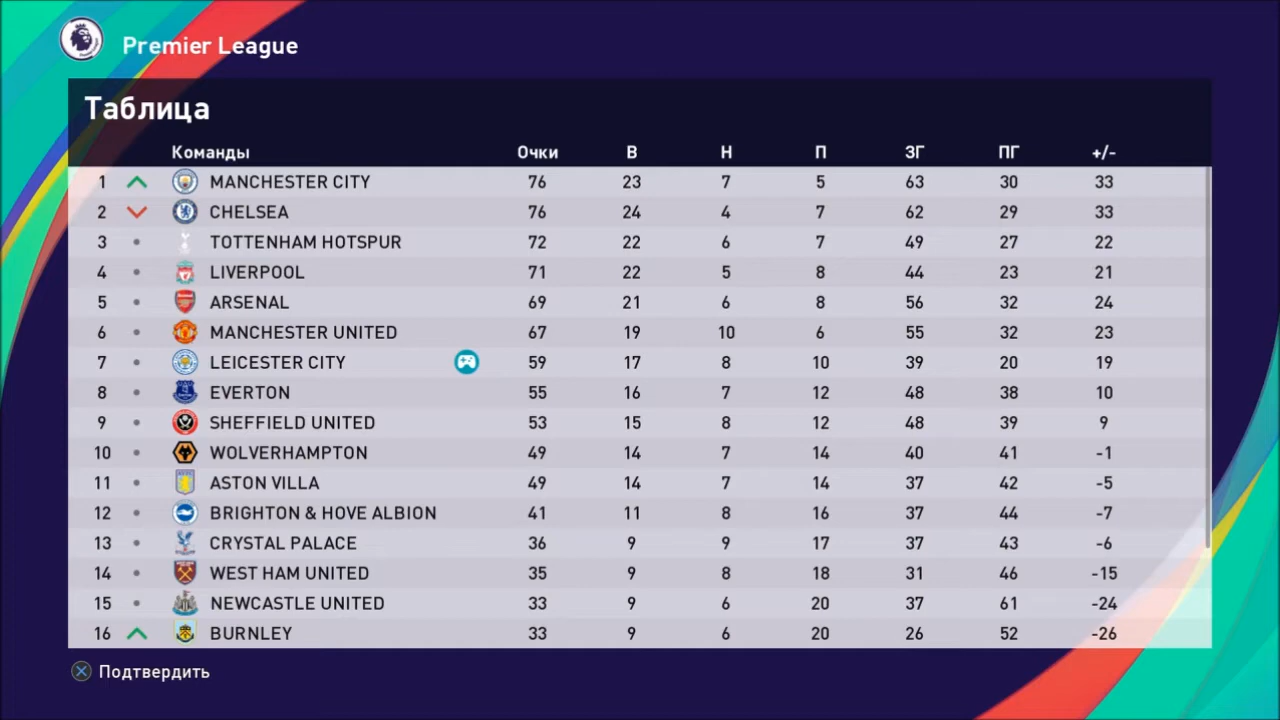 Premier League
Таблица
Команды Очки В Н П ЗГ ПГ +/-
1 MANCHESTER CITY 76 23 7 5 63 30 33
2 CHELSEA 76 24 4 7 62 29 33
3 TOTTENHAM HOTSPUR 72 22 6 7 49 27 22
4 LIVERPOOL 71 22 5 8 44 23 21
5 ARSENAL 69 21 6 8 56 32 24
6 MANCHESTER UNITED 67 19 10 6 55 32 23
7 LEICESTER CITY 59 17 8 10 39 20 19
8 EVERTON 55 16 7 12 48 38 10
9 SHEFFIELD UNITED 53 15 8 12 48 39 9
10 WOLVERHAMPTON 49 14 7 14 40 41 -1
11 ASTON VILLA 49 14 7 14 37 42 -5
12 BRIGHTON & HOVE ALBION 41 11 8 16 37 44 -7
13 CRYSTAL PALACE 36 9 9 17 37 43 -6
14 WEST HAM UNITED 35 9 8 18 31 46 -15
15 NEWCASTLE UNITED 33 9 6 20 37 61 -24
16 BURNLEY 33 9 6 20 26 52 -26
Подтвердить